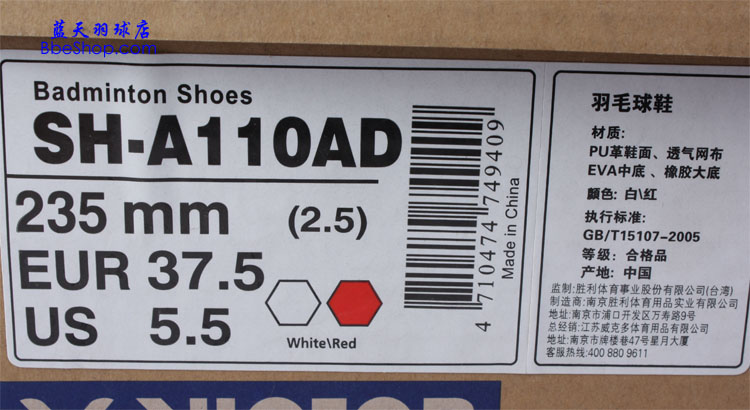 蓝天羽球店
BbeShop.com
Badminton Shoes
SH-A110AD
235 mm (2.5)
EUR 37.5
US 5.5
White\Red
4 710474 749409
Made in China
羽毛球鞋
材质:
PU革鞋面、透气网布
EVA中底、橡胶大底
颜色: 白\红
执行标准:
GB/T15107-2005
等级: 合格品
产地: 中国
监制:胜利体育事业股份有限公司(台湾)
制造商:南京胜利体育用品实业有限公司
地址:南京市浦口开发区万寿路9号
总经销:江苏威克多体育用品有限公司
地址:南京市牌楼巷47号星月大厦
客服热线:400 880 9611
VICTOR